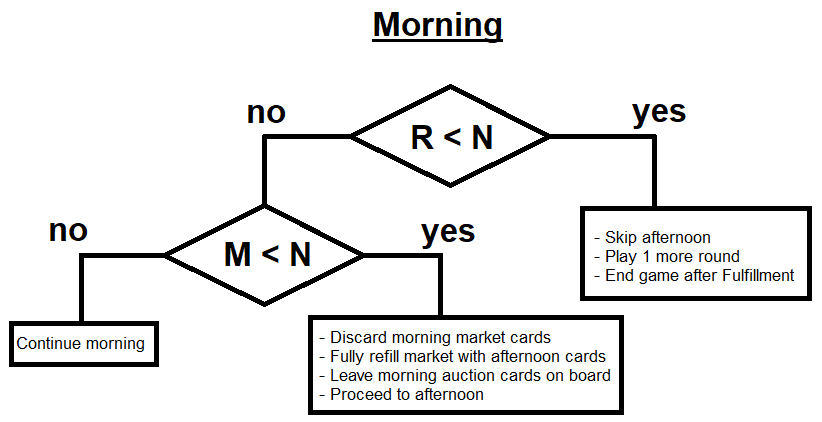 Morning
R < N
no
yes
- Skip afternoon
- Play 1 more round
- End game after Fulfillment
M < N
no
yes
Continue morning
- Discard morning market cards
- Fully refill market with afternoon cards
- Leave morning auction cards on board
- Proceed to afternoon